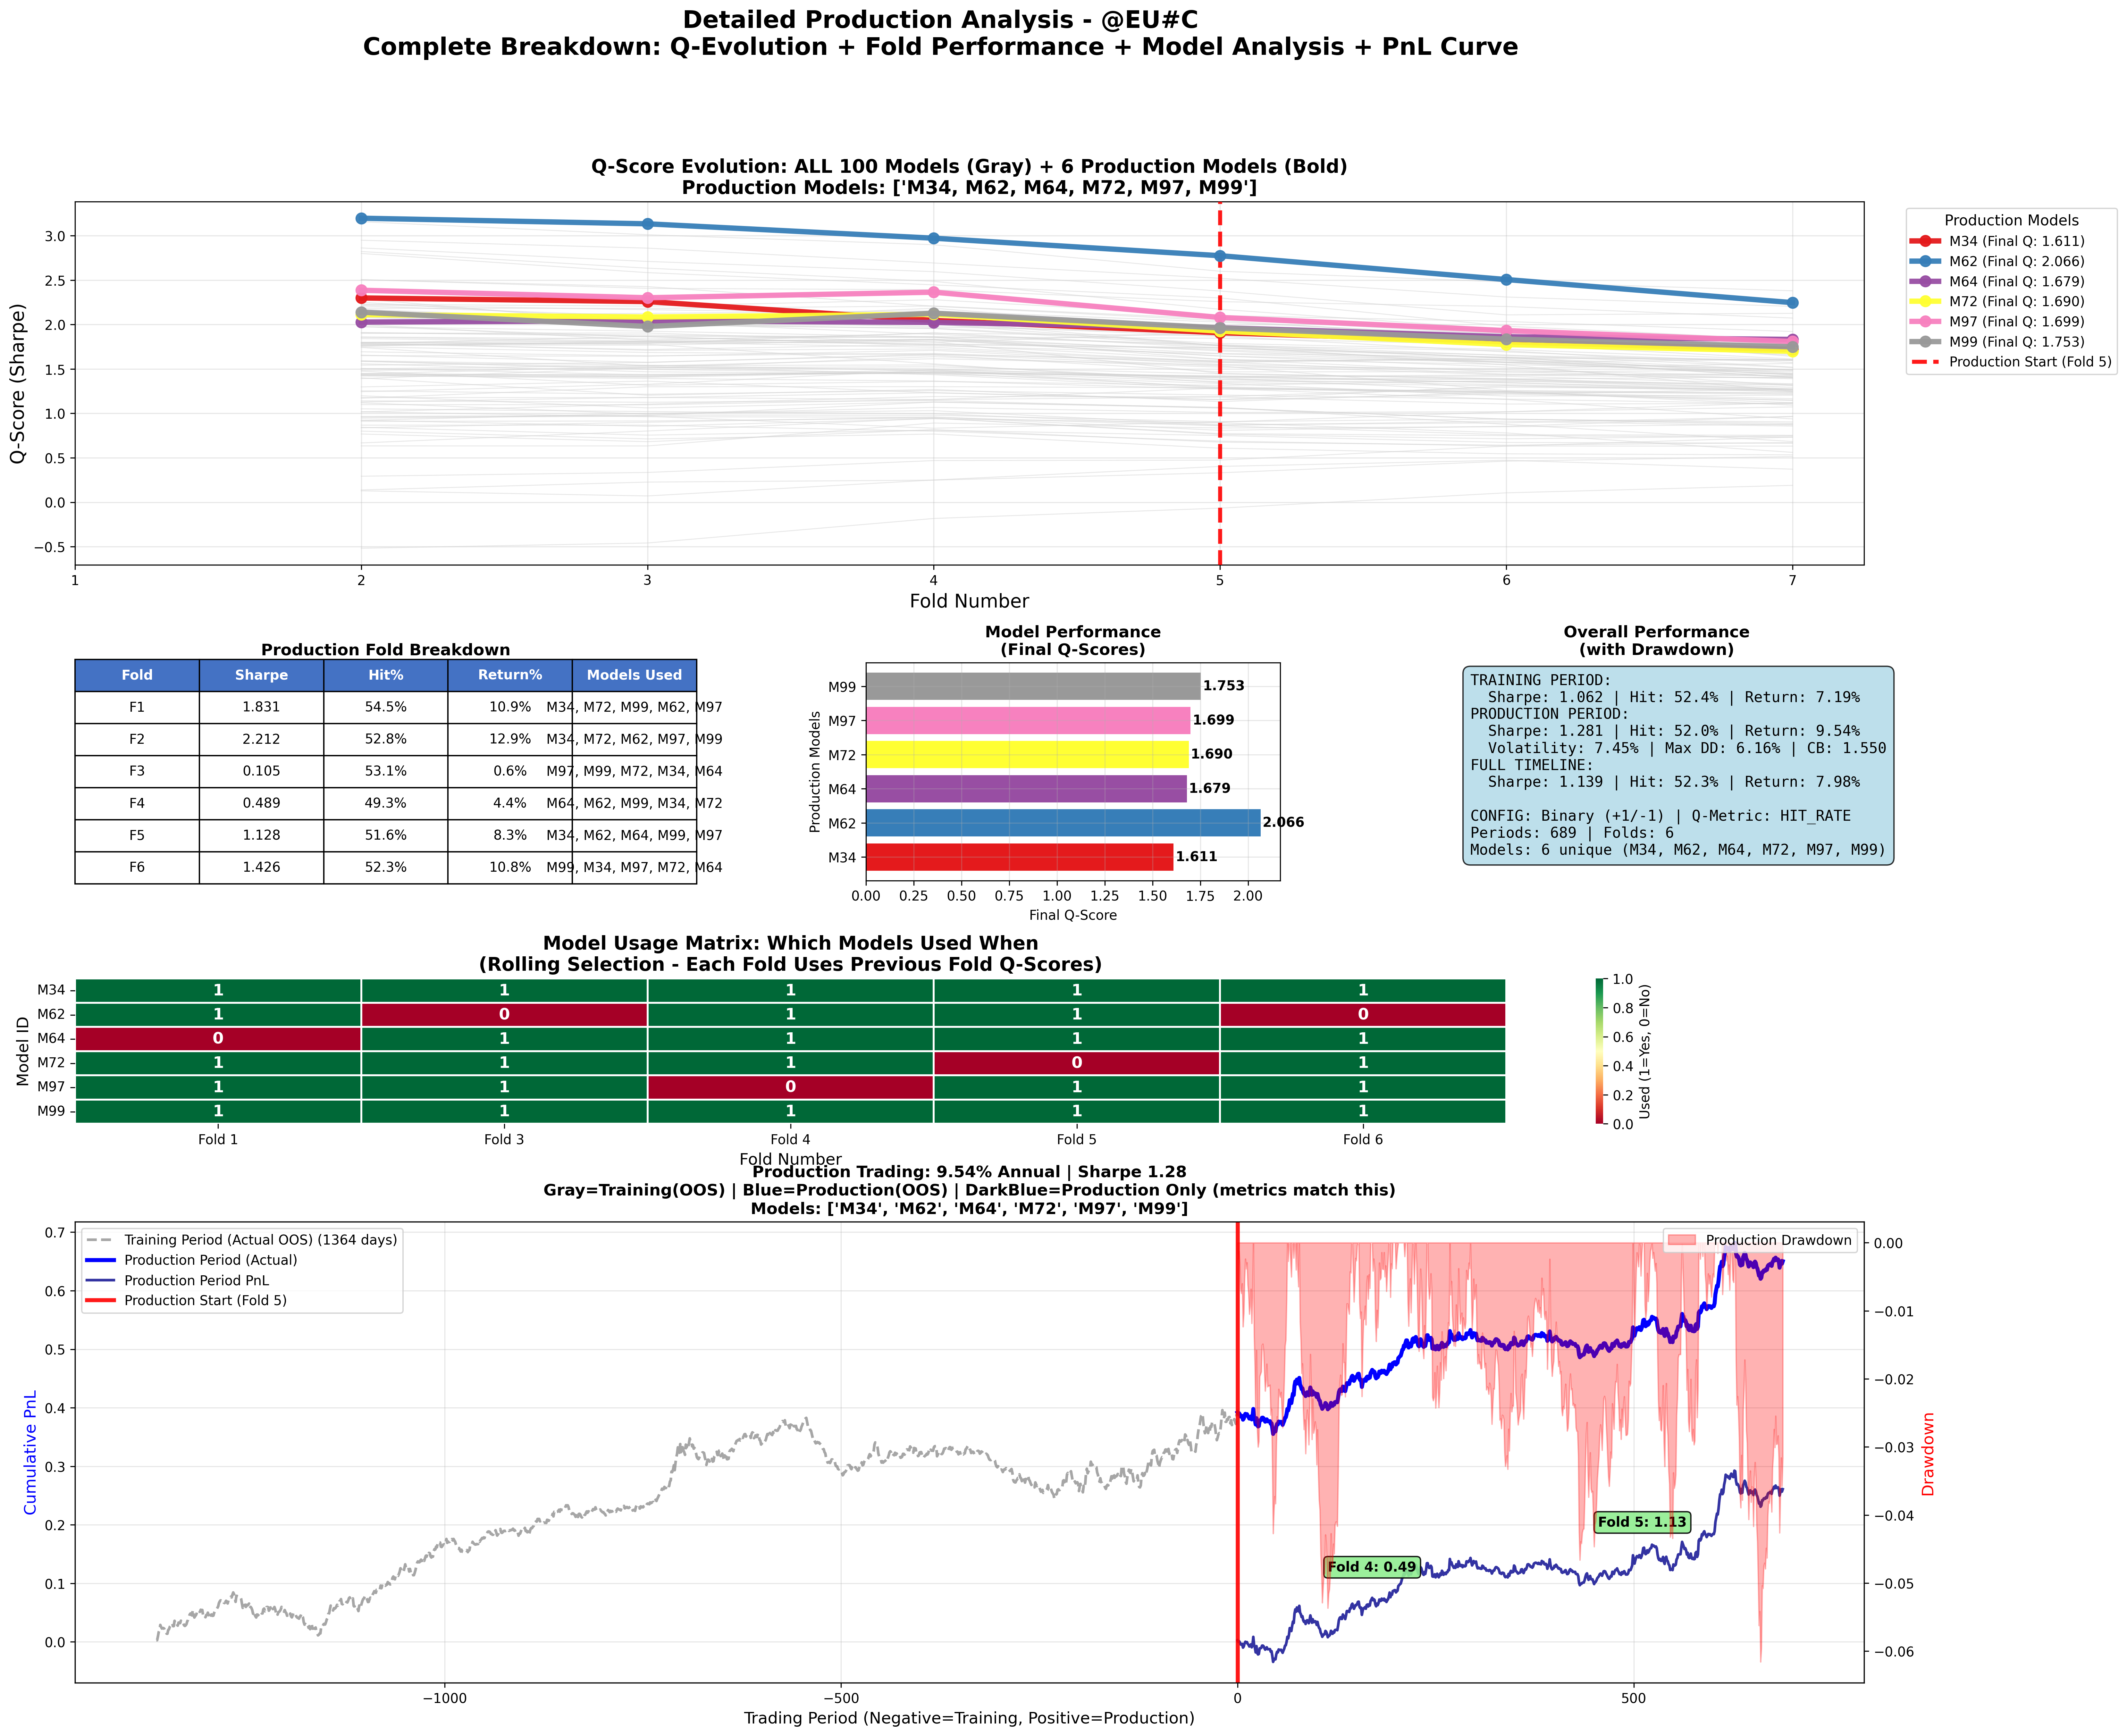 Detailed Production Analysis - @EU#C
Complete Breakdown: Q-Evolution + Fold Performance + Model Analysis + PnL Curve
Q-Score Evolution: ALL 100 Models (Gray) + 6 Production Models (Bold)
Production Models: ['M34, M62, M64, M72, M97, M99']
Q-Score (Sharpe)
3.0
2.5
2.0
1.5
1.0
0.5
0.0
−0.5
1 2 3 4 5 6 7
Fold Number
Production Models
M34 (Final Q: 1.611)
M62 (Final Q: 2.066)
M64 (Final Q: 1.679)
M72 (Final Q: 1.690)
M97 (Final Q: 1.699)
M99 (Final Q: 1.753)
Production Start (Fold 5)
Production Fold Breakdown
Fold Sharpe Hit% Return% Models Used
F1 1.831 54.5% 10.9% M34, M72, M99, M62, M97
F2 2.212 52.8% 12.9% M34, M72, M62, M97, M99
F3 0.105 53.1% 0.6% M97, M99, M72, M34, M64
F4 0.489 49.3% 4.4% M64, M62, M99, M34, M72
F5 1.128 51.6% 8.3% M34, M62, M64, M99, M97
F6 1.426 52.3% 10.8% M99, M34, M97, M72, M64
Model Performance
(Final Q-Scores)
Production Models
M99 1.753
M97 1.699
M72 1.690
M64 1.679
M62 2.066
M34 1.611
0.00 0.25 0.50 0.75 1.00 1.25 1.50 1.75 2.00
Final Q-Score
Overall Performance
(with Drawdown)
TRAINING PERIOD:
Sharpe: 1.062 | Hit: 52.4% | Return: 7.19%
PRODUCTION PERIOD:
Sharpe: 1.281 | Hit: 52.0% | Return: 9.54%
Volatility: 7.45% | Max DD: 6.16% | CB: 1.550
FULL TIMELINE:
Sharpe: 1.139 | Hit: 52.3% | Return: 7.98%
CONFIG: Binary (+1/-1) | Q-Metric: HIT_RATE
Periods: 689 | Folds: 6
Models: 6 unique (M34, M62, M64, M72, M97, M99)
Model Usage Matrix: Which Models Used When
(Rolling Selection - Each Fold Uses Previous Fold Q-Scores)
Model ID
M34 1 1 1 1 1
M62 1 0 1 1 0
M64 0 1 1 1 1
M72 1 1 1 0 1
M97 1 1 0 1 1
M99 1 1 1 1 1
Fold 1 Fold 3 Fold 4 Fold 5 Fold 6
Fold Number
1.0
0.8
0.6
0.4
0.2
0.0
Used (1=Yes, 0=No)
Production Trading: 9.54% Annual | Sharpe 1.28
Gray=Training(OOS) | Blue=Production(OOS) | DarkBlue=Production Only (metrics match this)
Models: ['M34', 'M62', 'M64', 'M72', 'M97', 'M99']
Cumulative PnL
0.7
0.6
0.5
0.4
0.3
0.2
0.1
0.0
Training Period (Actual OOS) (1364 days)
Production Period (Actual)
Production Period PnL
Production Start (Fold 5)
Production Drawdown
Fold 5: 1.13
Fold 4: 0.49
0.00
−0.01
−0.02
−0.03
−0.04
−0.05
−0.06
Drawdown
−1000 −500 0 500
Trading Period (Negative=Training, Positive=Production)